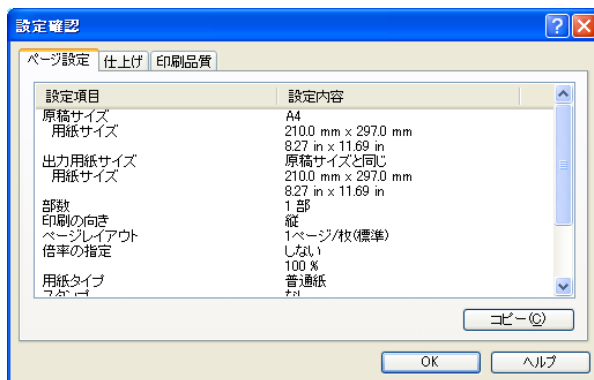 設定確認
ページ設定 仕上げ 印刷品質
設定項目 設定内容
原稿サイズ A4
用紙サイズ 210.0 mm x 297.0 mm
8.27 in x 11.69 in
出力用紙サイズ 原稿サイズと同じ
用紙サイズ 210.0 mm x 297.0 mm
8.27 in x 11.69 in
部数 1 部
印刷の向き 縦
ページレイアウト 1ページ/枚(標準)
倍率の指定 しない
100 %
用紙タイプ 普通紙
スタンプ なし
コピー(C)
OK ヘルプ